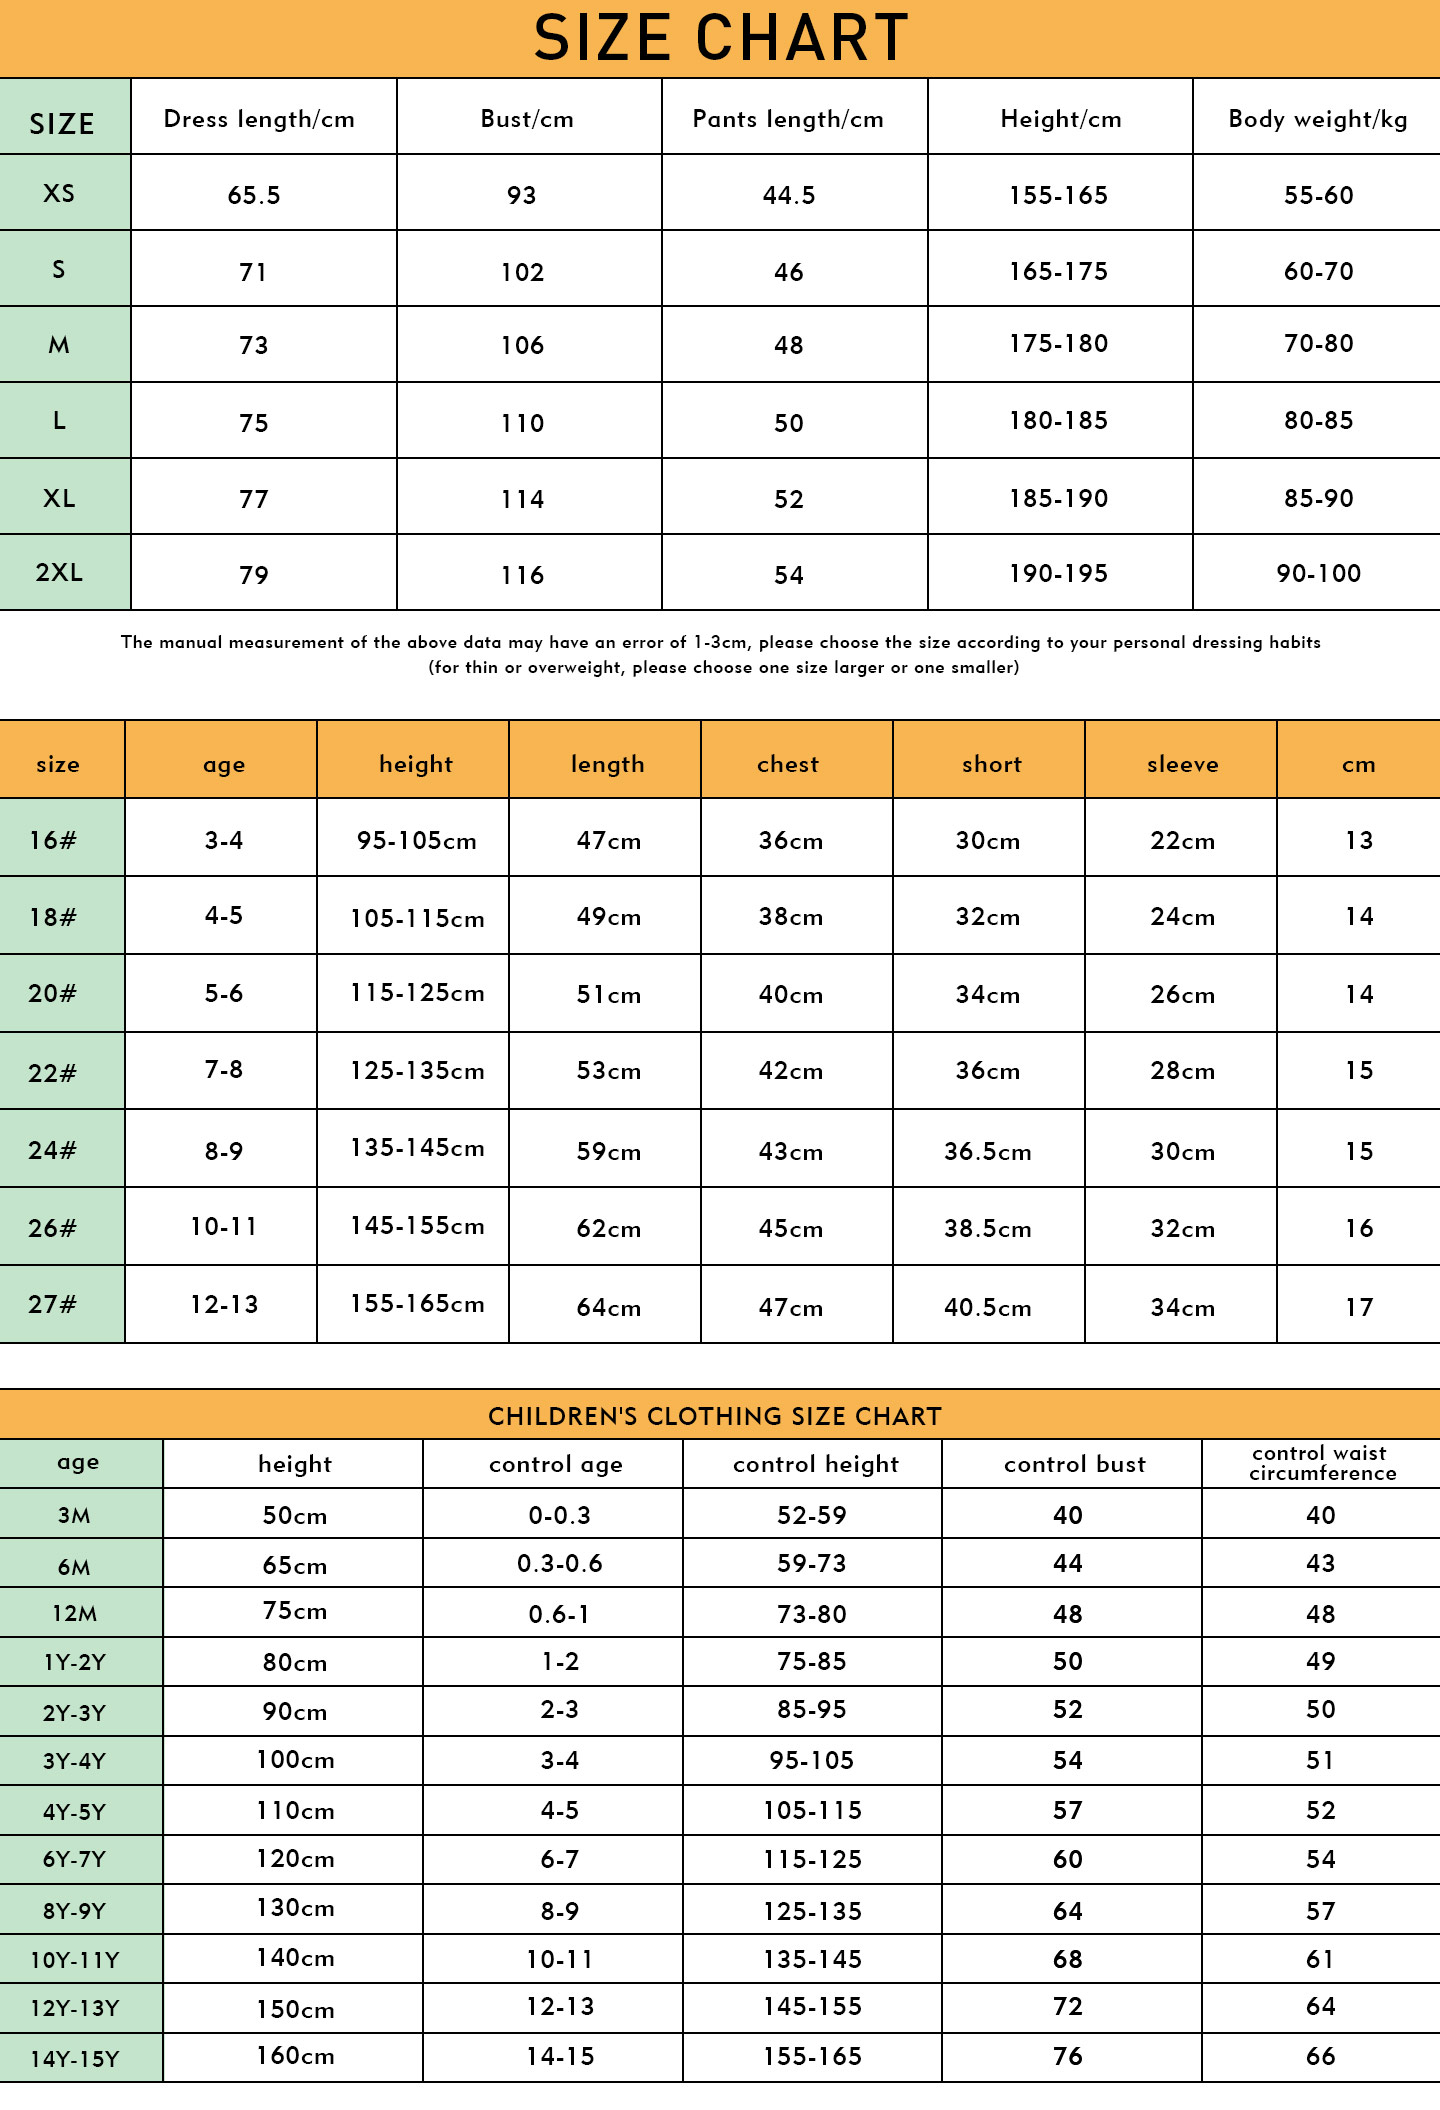 SIZE CHART
SIZE Dress length/cm Bust/cm Pants length/cm Height/cm Body weight/kg
XS 65.5 93 44.5 155-165 55-60
S 71 102 46 165-175 60-70
M 73 106 48 175-180 70-80
L 75 110 50 180-185 80-85
XL 77 114 52 185-190 85-90
2XL 79 116 54 190-195 90-100
The manual measurement of the above data may have an error of 1-3cm, please choose the size according to your personal dressing habits
(for thin or overweight, please choose one size larger or one smaller)
size age height length chest short sleeve cm
16# 3-4 95-105cm 47cm 36cm 30cm 22cm 13
18# 4-5 105-115cm 49cm 38cm 32cm 24cm 14
20# 5-6 115-125cm 51cm 40cm 34cm 26cm 14
22# 7-8 125-135cm 53cm 42cm 36cm 28cm 15
24# 8-9 135-145cm 59cm 43cm 36.5cm 30cm 15
26# 10-11 145-155cm 62cm 45cm 38.5cm 32cm 16
27# 12-13 155-165cm 64cm 47cm 40.5cm 34cm 17
CHILDREN'S CLOTHING SIZE CHART
age height control age control height control bust control waist circumference
3M 50cm 0-0.3 52-59 40 40
6M 65cm 0.3-0.6 59-73 44 43
12M 75cm 0.6-1 73-80 48 48
1Y-2Y 80cm 1-2 75-85 50 49
2Y-3Y 90cm 2-3 85-95 52 50
3Y-4Y 100cm 3-4 95-105 54 51
4Y-5Y 110cm 4-5 105-115 57 52
6Y-7Y 120cm 6-7 115-125 60 54
8Y-9Y 130cm 8-9 125-135 64 57
10Y-11Y 140cm 10-11 135-145 68 61
12Y-13Y 150cm 12-13 145-155 72 64
14Y-15Y 160cm 14-15 155-165 76 66